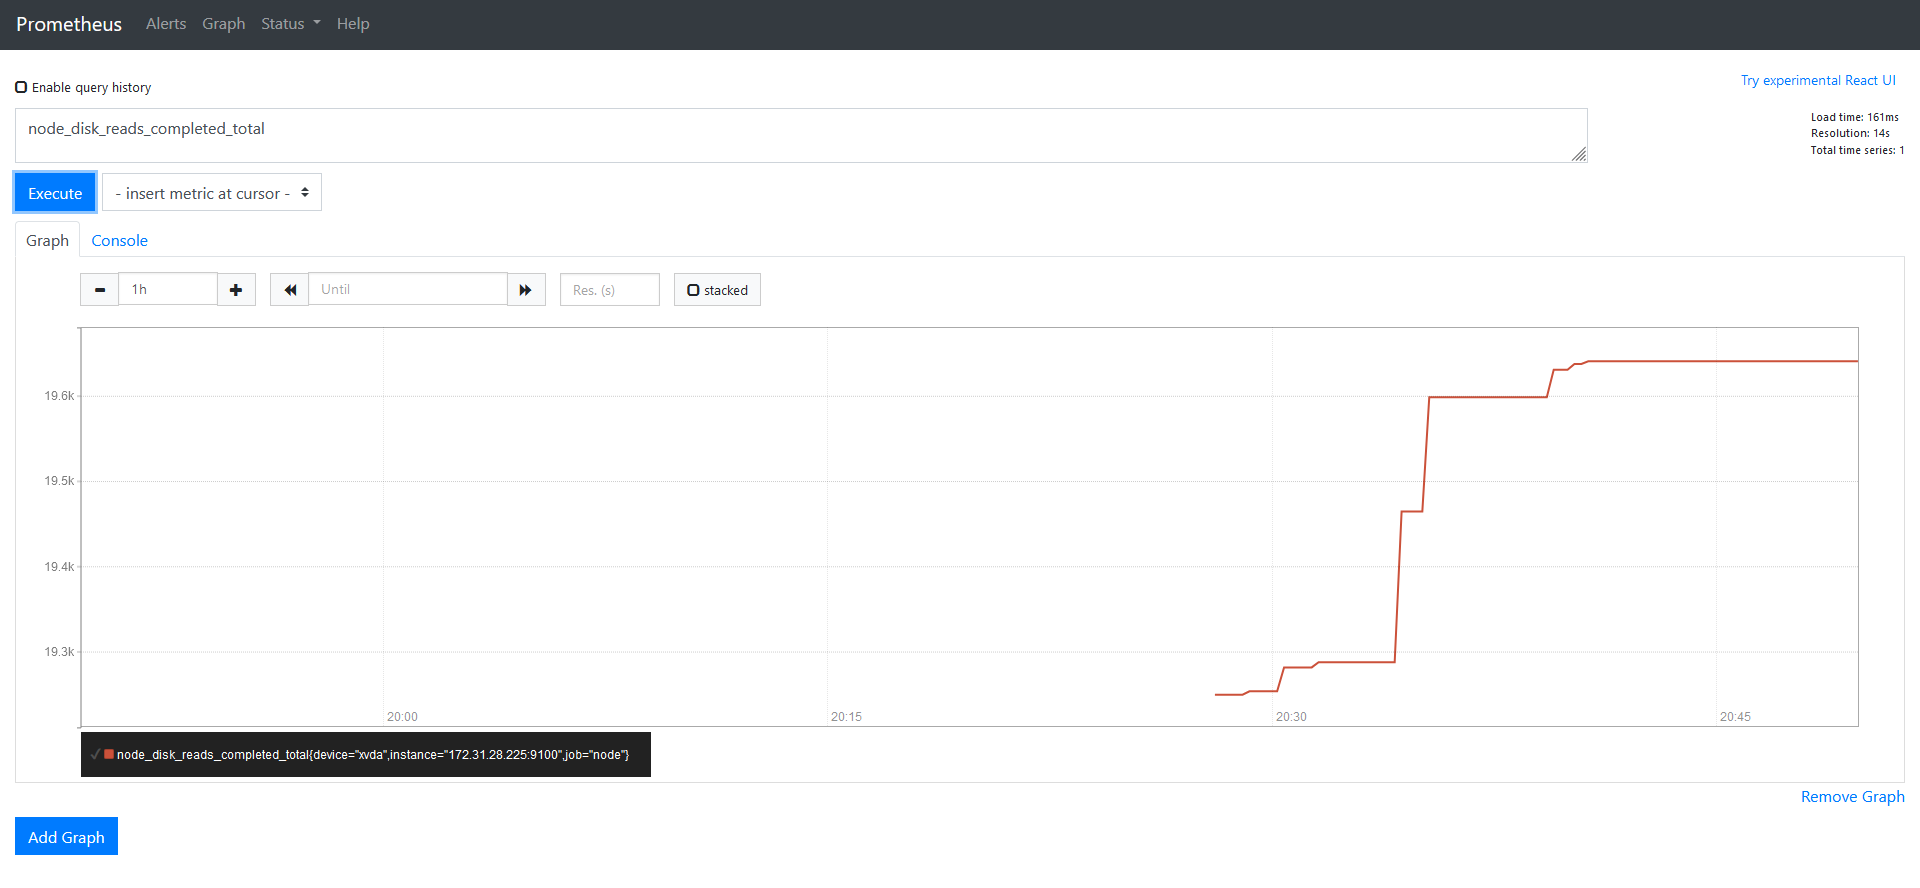 Prometheus Alerts Graph Status Help
Enable query history
Try experimental React UI
node_disk_reads_completed_total
Load time: 161ms
Resolution: 14s
Total time series: 1
Execute - insert metric at cursor -
Graph Console
1h Until Res. (s) stacked
19.6k
19.5k
19.4k
19.3k
20:00 20:15 20:30 20:45
node_disk_reads_completed_total{device="xvda",instance="172.31.28.225:9100",job="node"}
Remove Graph
Add Graph